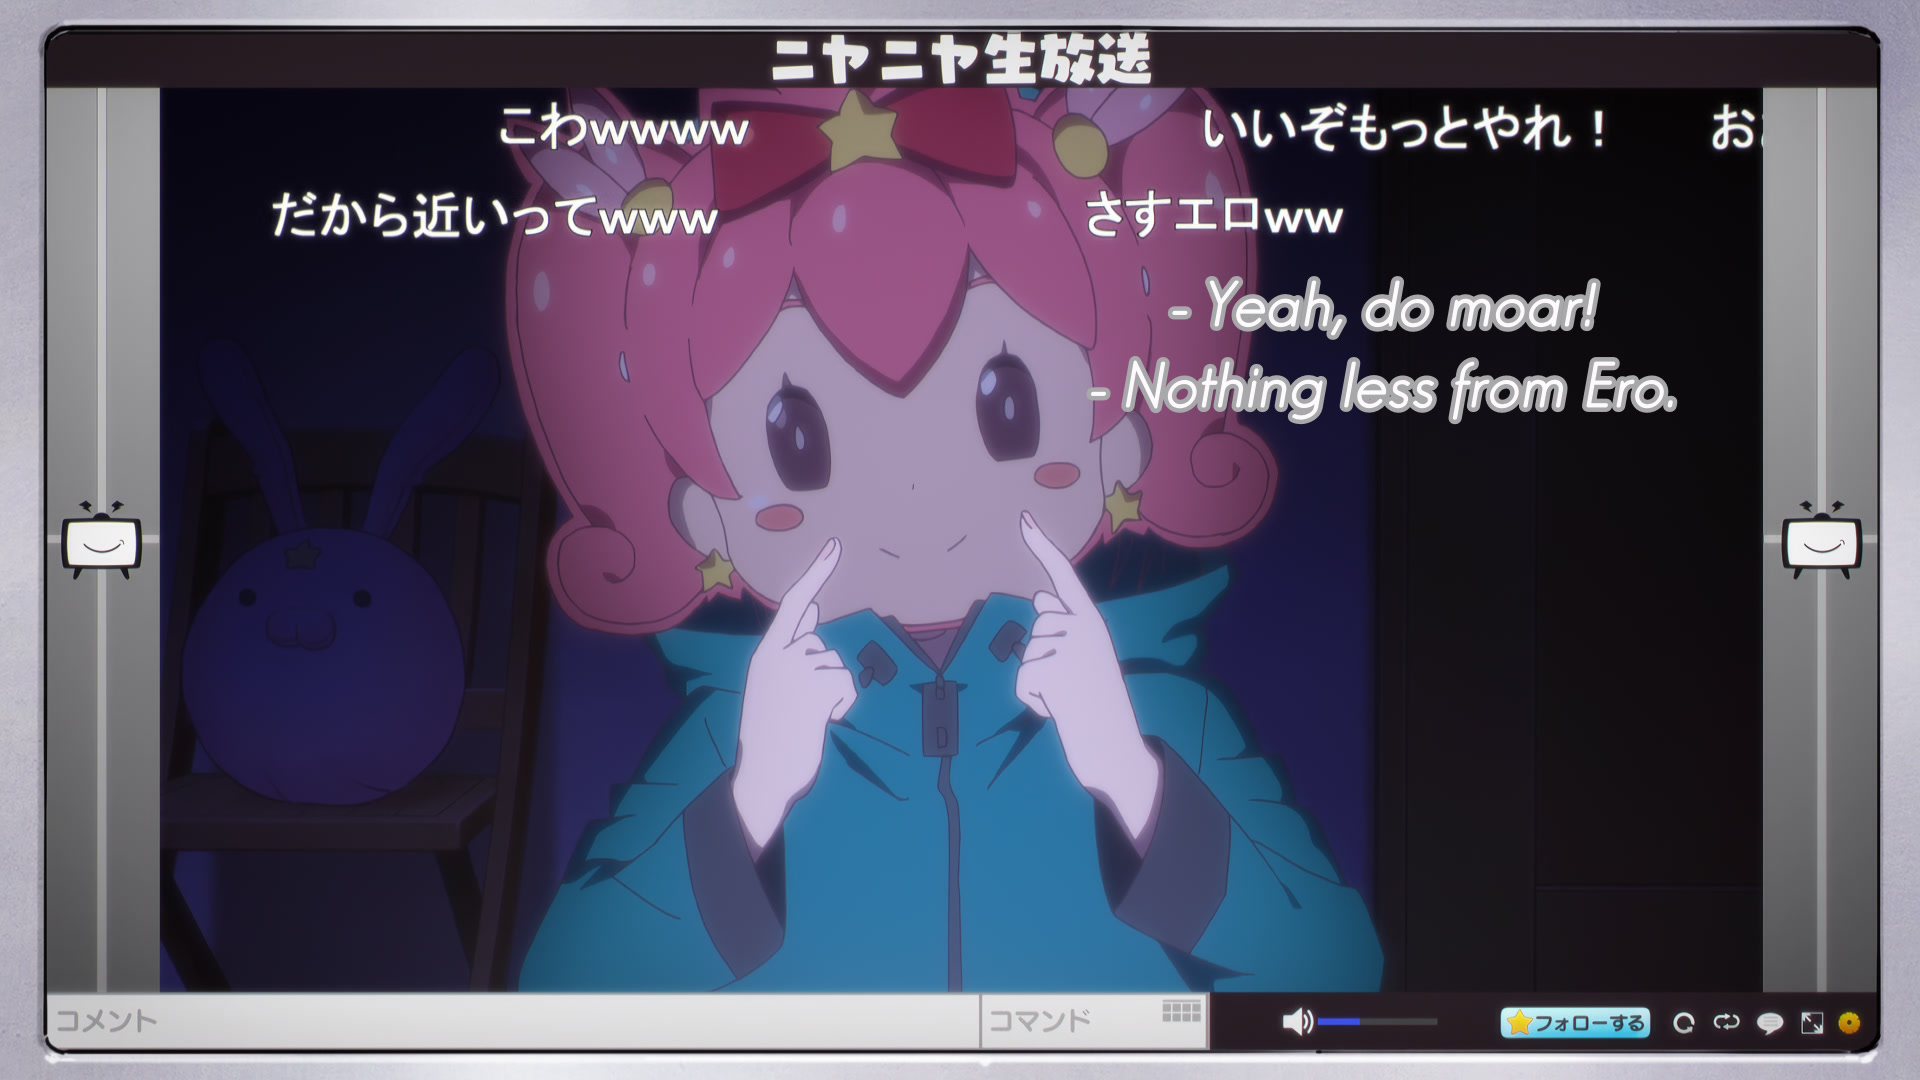 ニヤニヤ生放送
こわwwww
いいぞもっとやれ！
お
だから近いってwww
さすエロww
- Yeah, do moar!
- Nothing less from Ero.
コメント
コマンド
フォローする